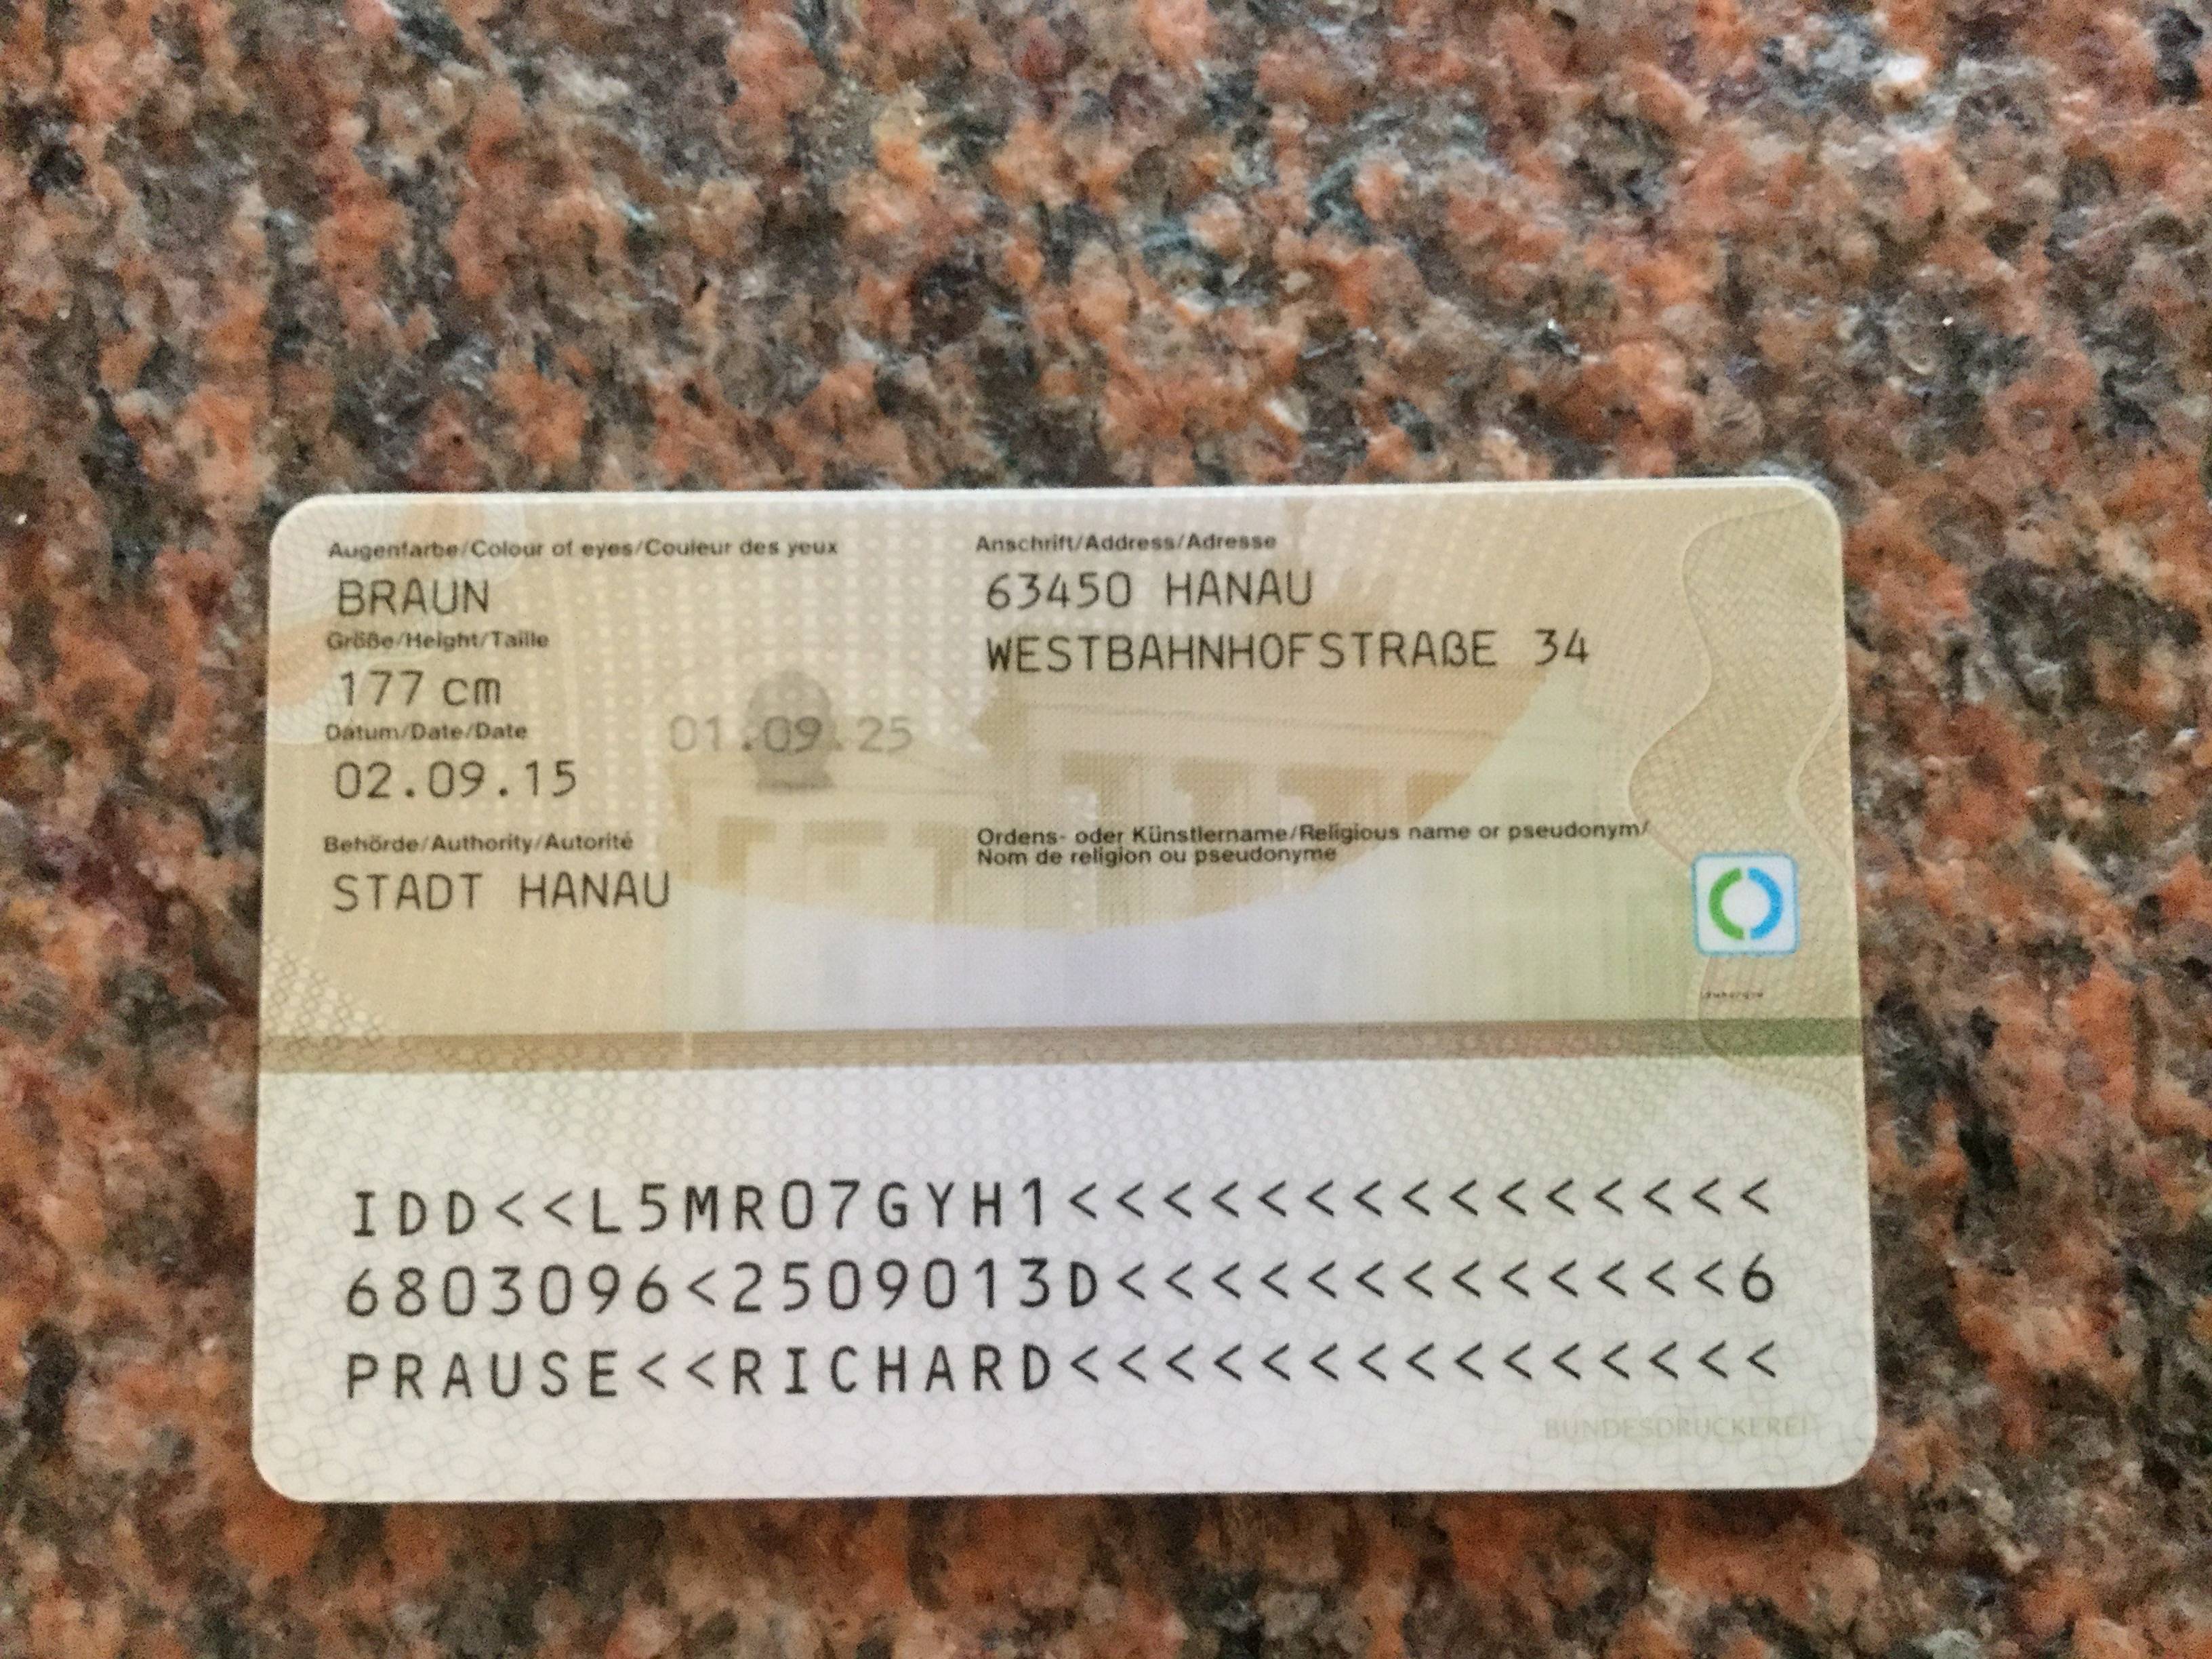 Augenfarbe/Colour of eyes/Couleur des yeux
BRAUN
Größe/Height/Taille
177 cm
Datum/Date/Date
02.09.15
01.09.25
Behörde/Authority/Autorité
STADT HANAU
Anschrift/Address/Adresse
63450 HANAU
WESTBAHNHOFSTRAßE 34
Ordens- oder Künstlername/Religious name or pseudonym/
Nom de religion ou pseudonyme
IDD<<L5MR07GYH1<<<<<<<<<<<<<<<
6803096<2509013D<<<<<<<<<<<<<6
PRAUSE<<RICHARD<<<<<<<<<<<<<<<
BUNDESDRUCKEREI